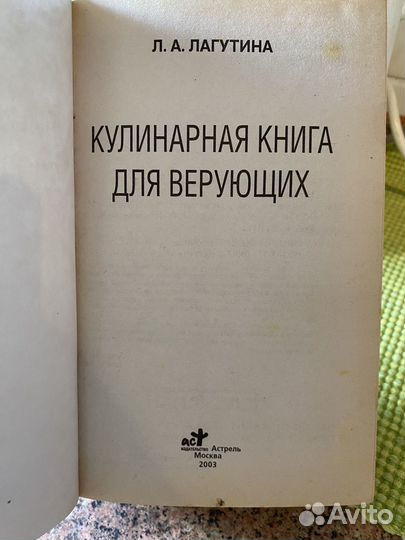 Л. А. ЛАГУТИНА
КУЛИНАРНАЯ КНИГА
ДЛЯ ВЕРУЮЩИХ
аст
издательство Астрель
Москва
2003
Avito